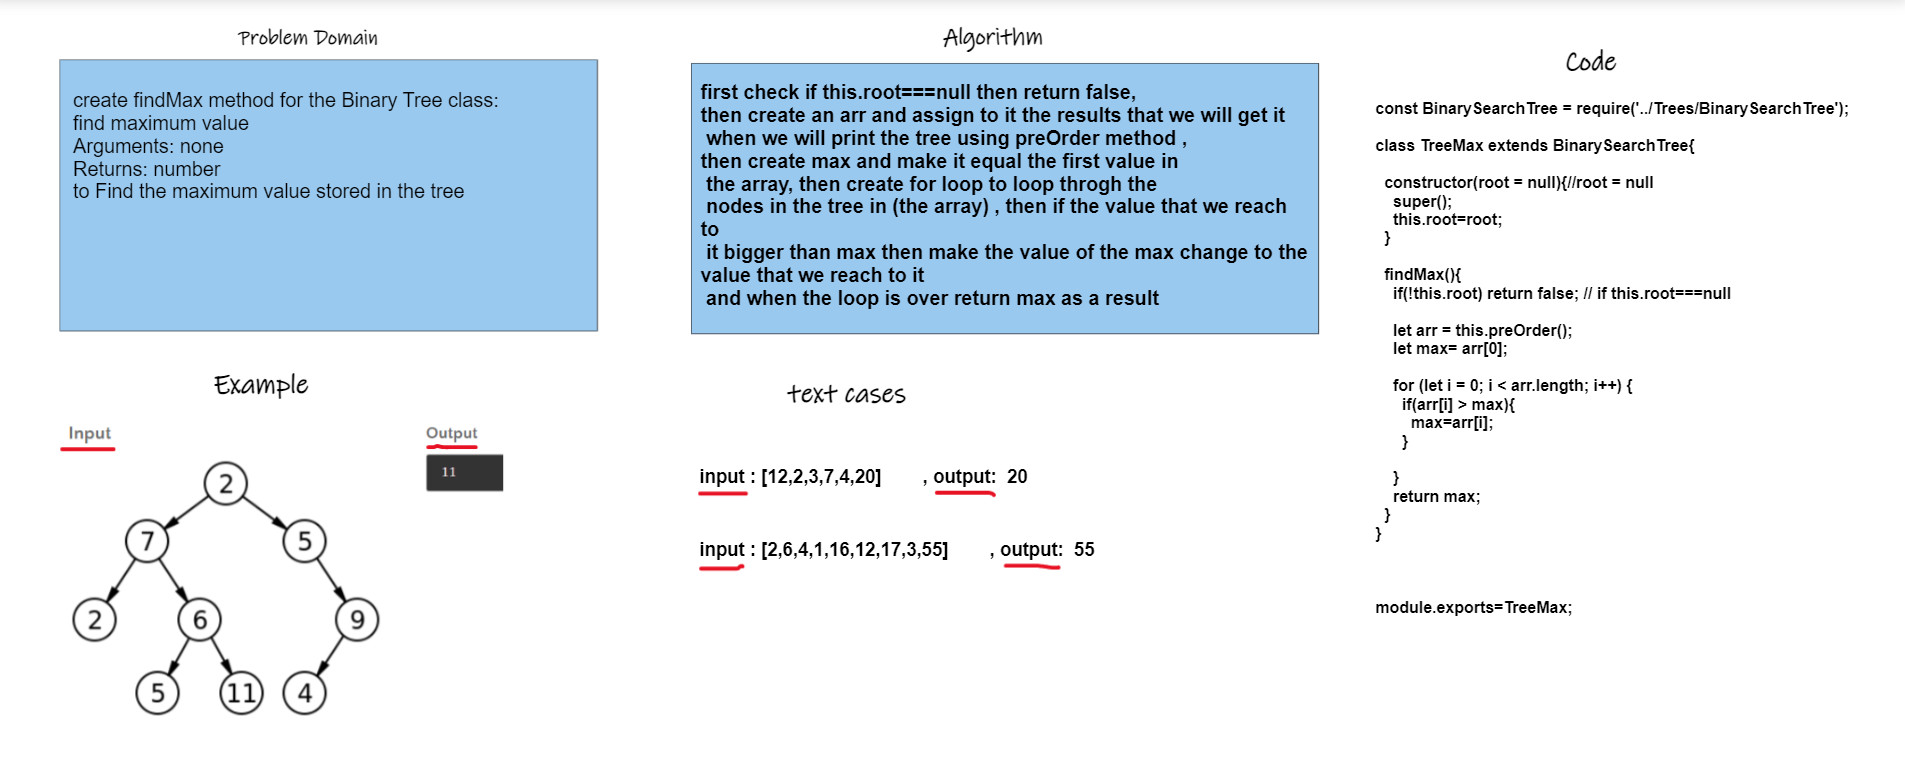 Problem Domain
create findMax method for the Binary Tree class:
find maximum value
Arguments: none
Returns: number
to Find the maximum value stored in the tree
Algorithm
first check if this.root===null then return false,
then create an arr and assign to it the results that we will get it
when we will print the tree using preOrder method ,
then create max and make it equal the first value in
the array, then create for loop to loop throgh the
nodes in the tree in (the array) , then if the value that we reach
to
it bigger than max then make the value of the max change to the
value that we reach to it
and when the loop is over return max as a result
Example
Input
Output
11
2
7
5
2
6
9
5
11
4
text cases
input : [12,2,3,7,4,20] , output: 20
input : [2,6,4,1,16,12,17,3,55] , output: 55
Code
const BinarySearchTree = require('../Trees/BinarySearchTree');
class TreeMax extends BinarySearchTree{
constructor(root = null){//root = null
super();
this.root=root;
}
findMax(){
if(!this.root) return false; // if this.root===null
let arr = this.preOrder();
let max= arr[0];
for (let i = 0; i < arr.length; i++) {
if(arr[i] > max){
max=arr[i];
}
}
return max;
}
}
module.exports=TreeMax;